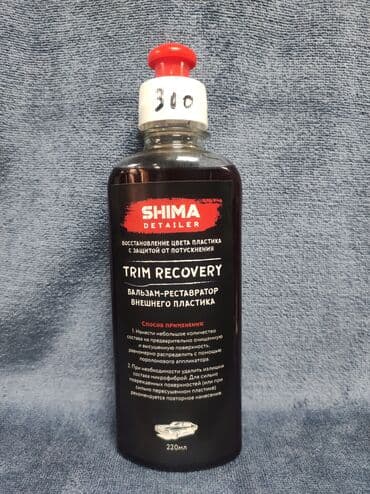 310
SHIMA
DETAILER
ВОССТАНОВЛЕНИЕ ЦВЕТА ПЛАСТИКА
С ЗАЩИТОЙ ОТ ПОТУСКНЕНИЯ
TRIM RECOVERY
БАЛЬЗАМ-РЕСТАВРАТОР
ВНЕШНЕГО ПЛАСТИКА
СПОСОБ ПРИМЕНЕНИЯ:
1. Нанести небольшое количество
состава на предварительно очищенную
и высушенную поверхность,
равномерно распределить с помощью
поролонового аппликатора.
2. При необходимости удалить излишки
состава микрофиброй. Для сильно
поврежденных поверхностей (или при
сильно пересушенном пластике)
рекомендуется повторное нанесение.
220мл